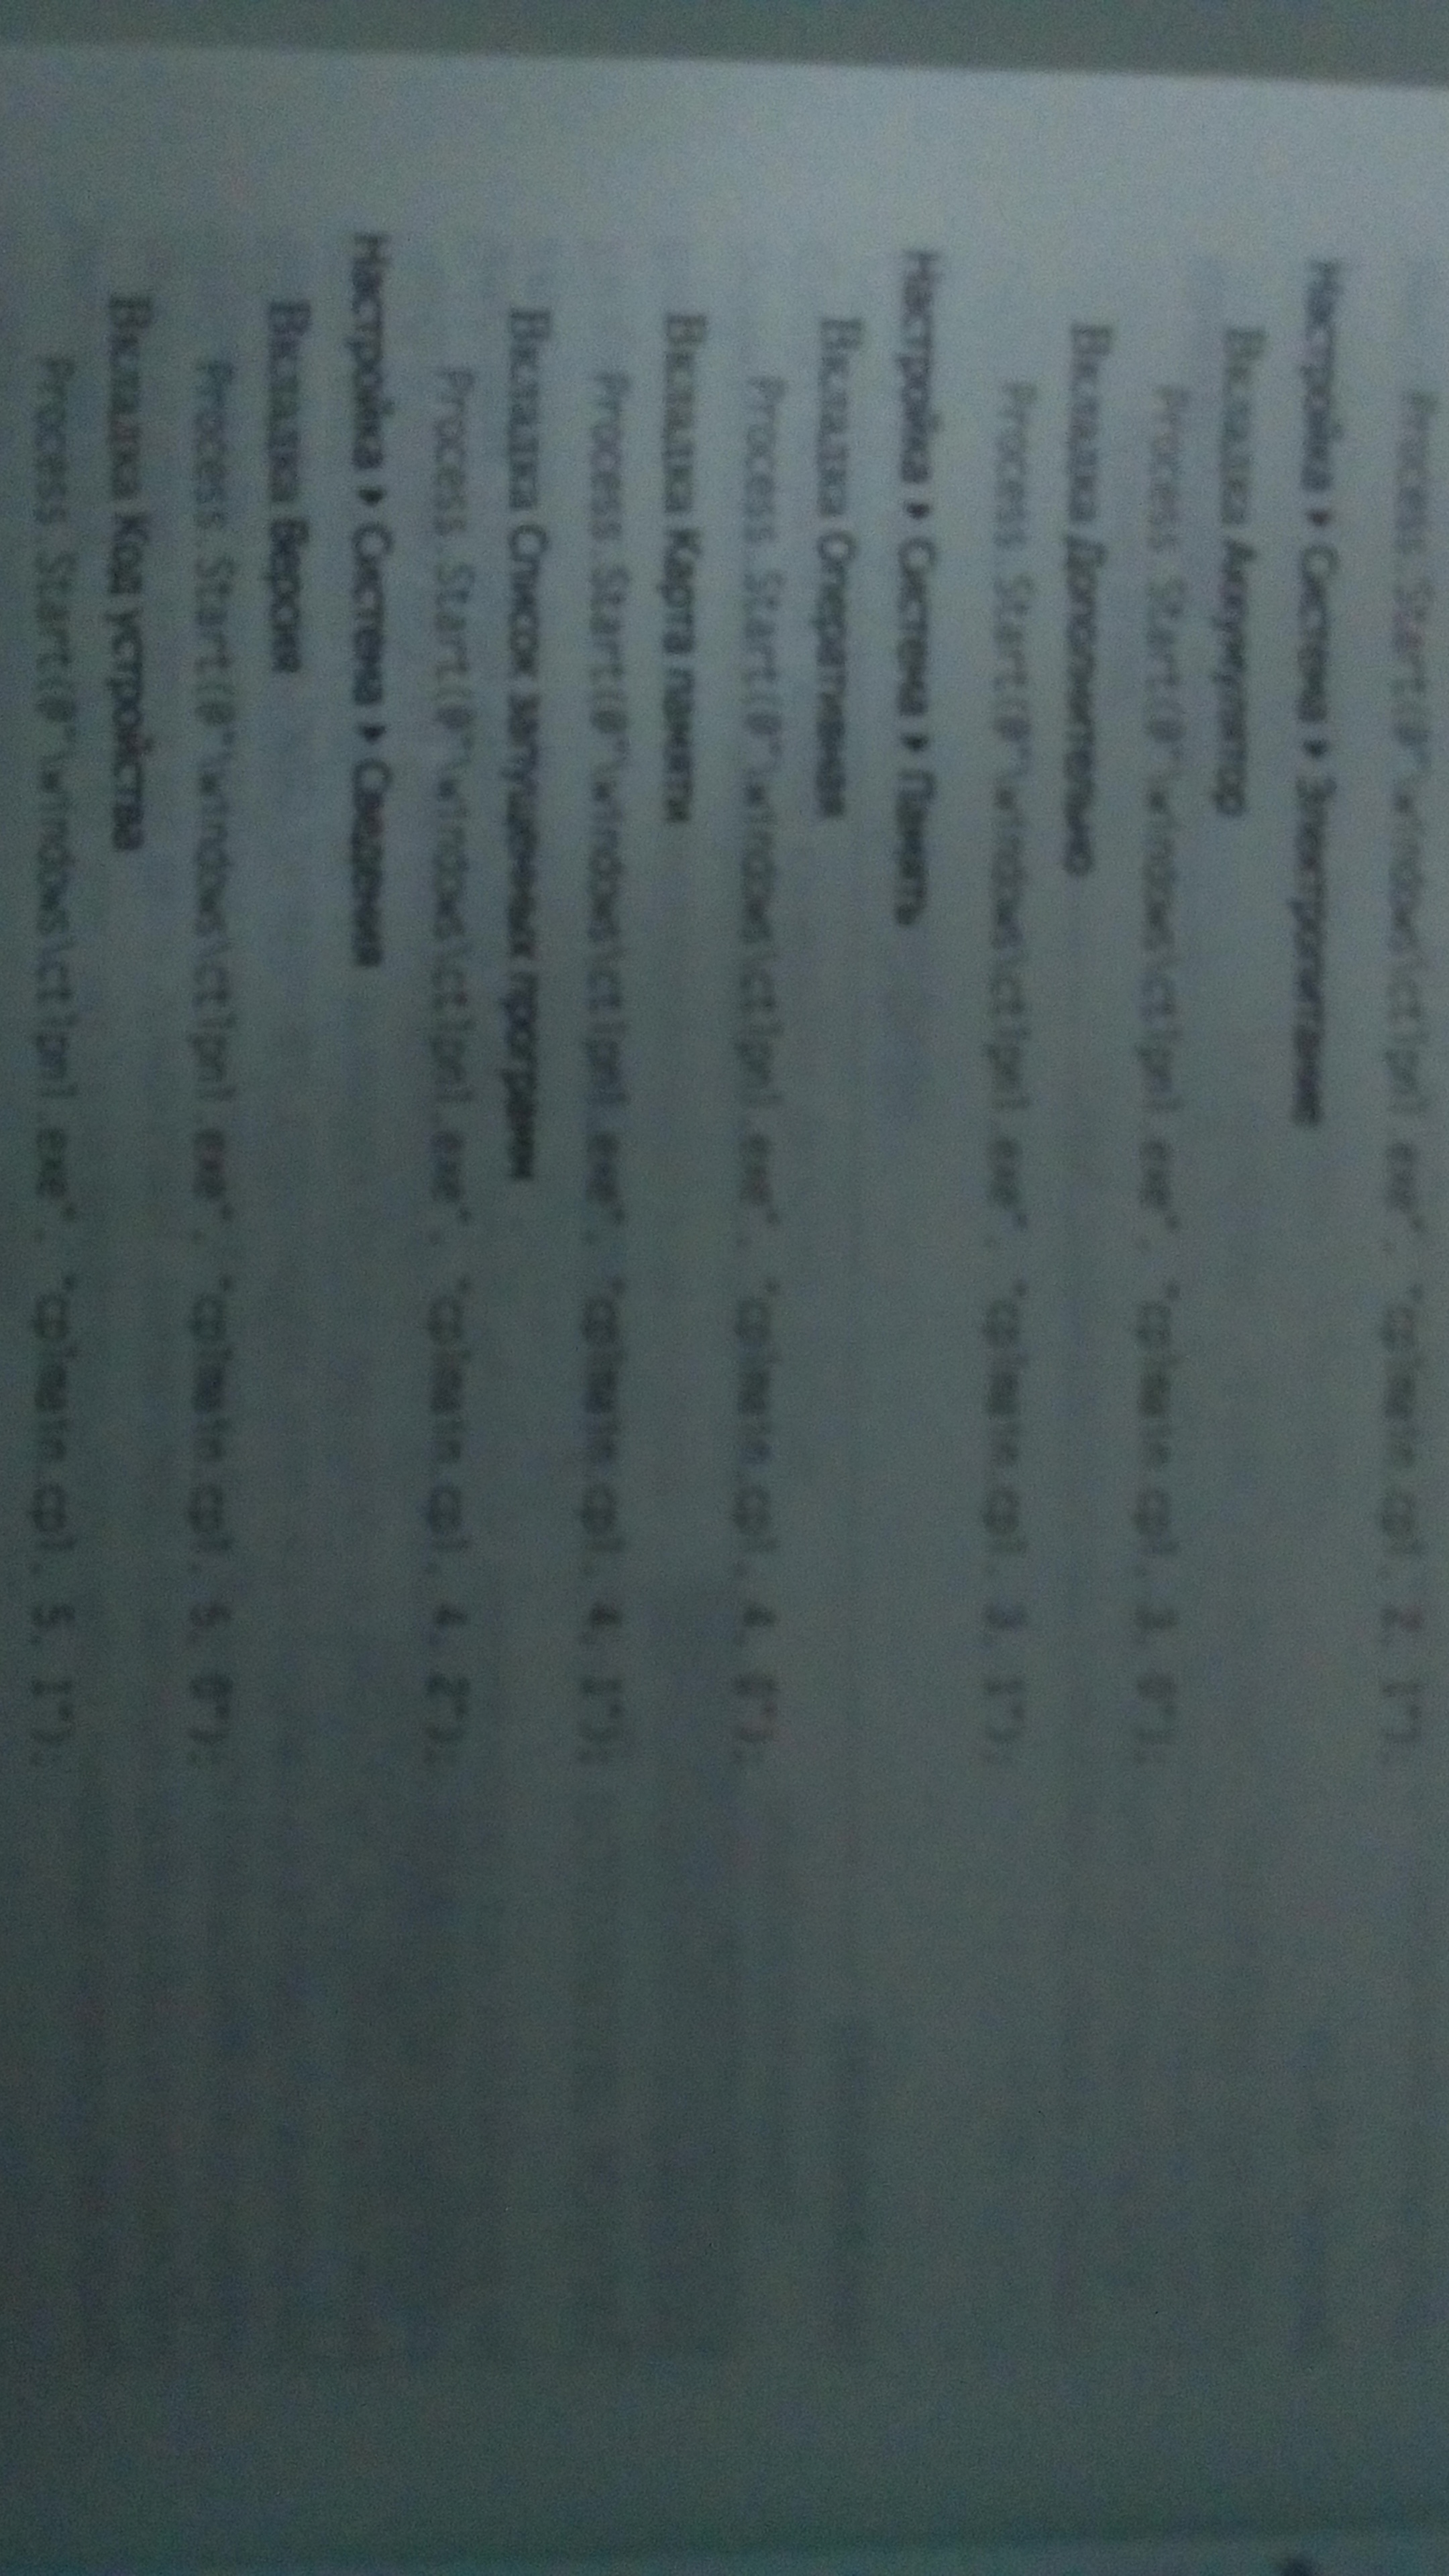 Process.Start(@"\windows\ctlpnl.exe", "cplmain.cpl, 2, 1");
Настройка ▸ Система ▸ Электропитание
Вкладка Аккумулятор
Process.Start(@"\windows\ctlpnl.exe", "cplmain.cpl, 3, 0");
Вкладка Дополнительно
Process.Start(@"\windows\ctlpnl.exe", "cplmain.cpl, 3, 1");
Настройка ▸ Система ▸ Память
Вкладка Оперативная
Process.Start(@"\windows\ctlpnl.exe", "cplmain.cpl, 4, 0");
Вкладка Карта памяти
Process.Start(@"\windows\ctlpnl.exe", "cplmain.cpl, 4, 1");
Вкладка Список запущенных программ
Process.Start(@"\windows\ctlpnl.exe", "cplmain.cpl, 4, 2");
Настройка ▸ Система ▸ Сведения
Вкладка Версия
Process.Start(@"\windows\ctlpnl.exe", "cplmain.cpl, 5, 0");
Вкладка Код устройства
Process.Start(@"\windows\ctlpnl.exe", "cplmain.cpl, 5, 1");